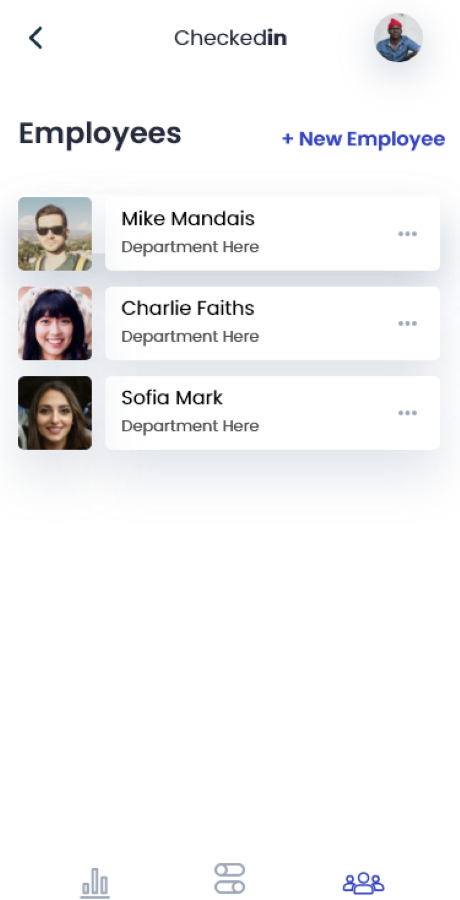 Checkedin
Employees
+ New Employee
Mike Mandais
Department Here
Charlie Faiths
Department Here
Sofia Mark
Department Here